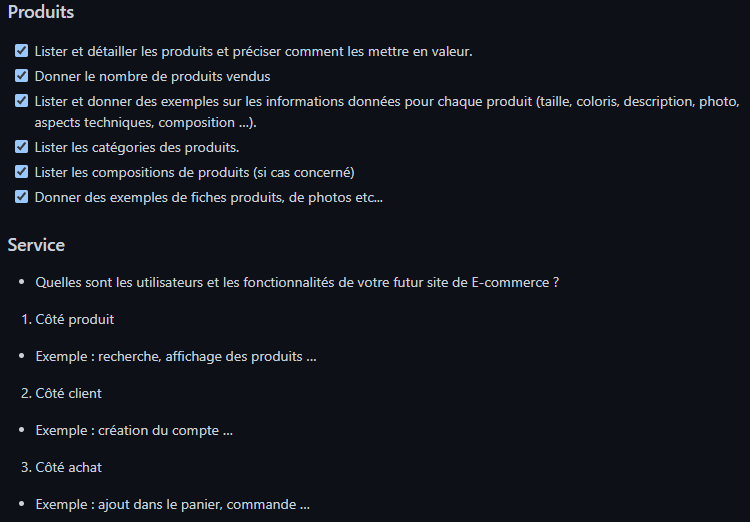 Produits
Lister et détailler les produits et préciser comment les mettre en valeur.
Donner le nombre de produits vendus
Lister et donner des exemples sur les informations données pour chaque produit (taille, coloris, description, photo,
aspects techniques, composition ...).
Lister les catégories des produits.
Lister les compositions de produits (si cas concerné)
Donner des exemples de fiches produits, de photos etc...
Service
• Quelles sont les utilisateurs et les fonctionnalités de votre futur site de E-commerce ?
1. Côté produit
• Exemple : recherche, affichage des produits ...
2. Côté client
• Exemple : création du compte ...
3. Côté achat
• Exemple : ajout dans le panier, commande ...